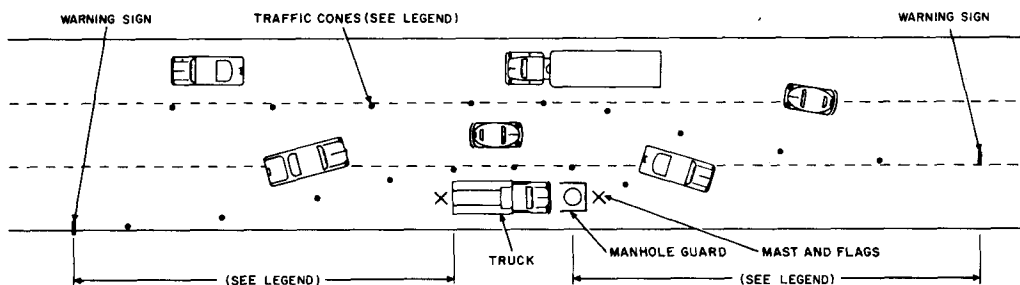 WARNING SIGN
TRAFFIC CONES (SEE LEGEND)
WARNING SIGN
TRUCK
MANHOLE GUARD
MAST AND FLAGS
(SEE LEGEND)
(SEE LEGEND)